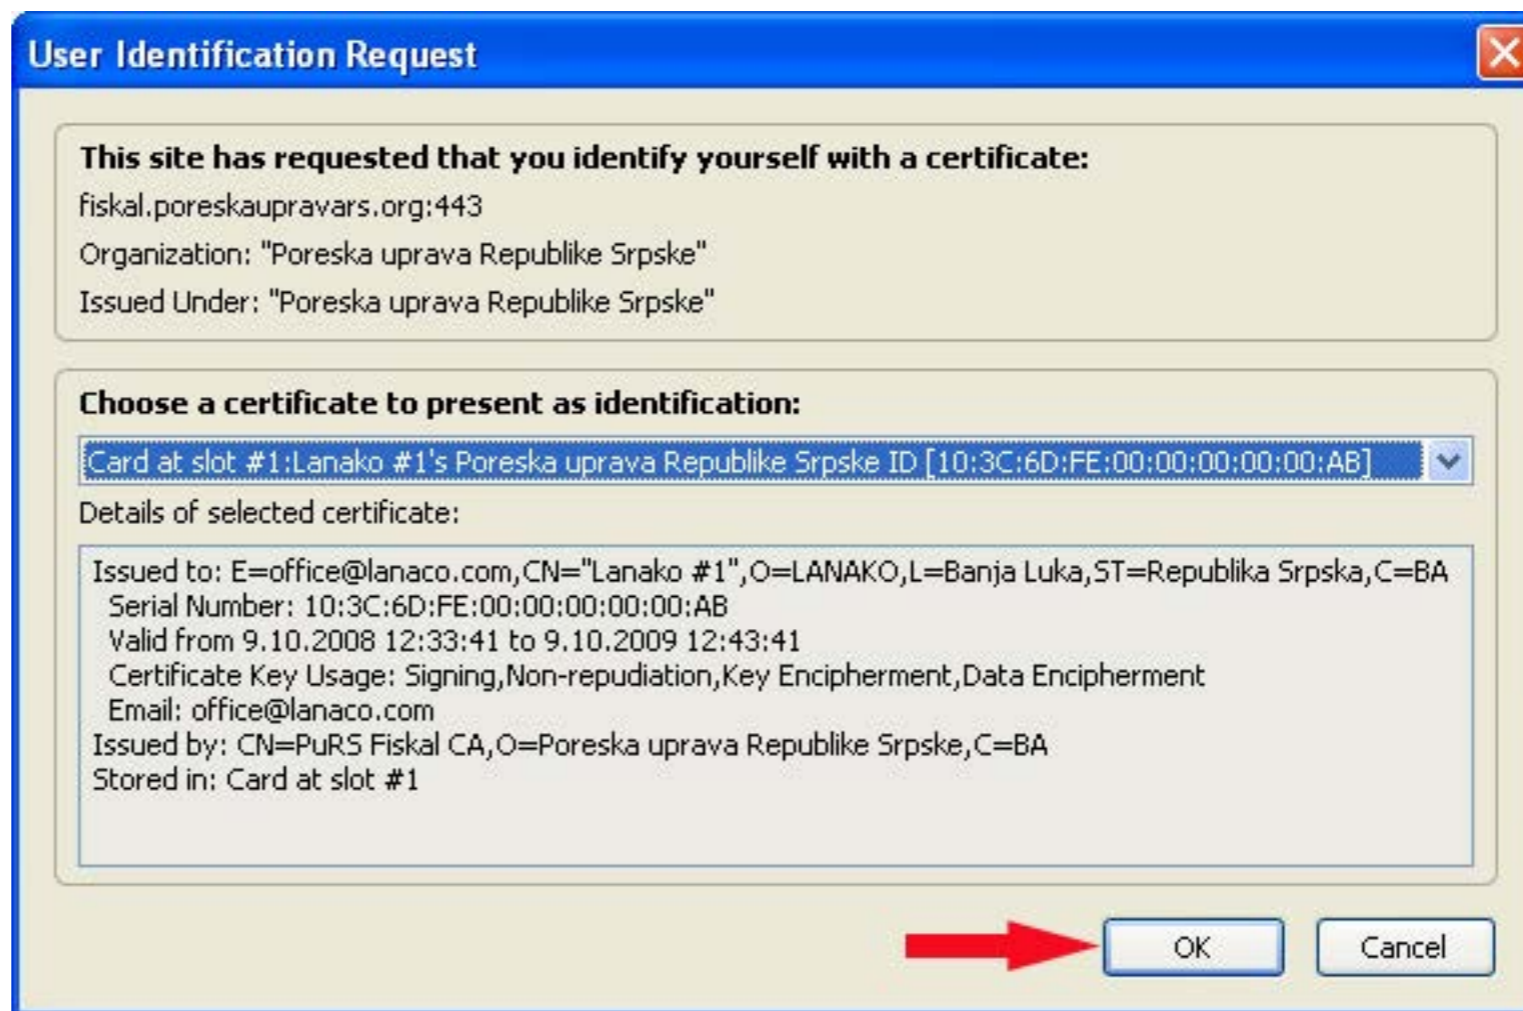 User Identification Request
This site has requested that you identify yourself with a certificate:
fiskal.poreskaupravars.org:443
Organization: "Poreska uprava Republike Srpske"
Issued Under: "Poreska uprava Republike Srpske"
Choose a certificate to present as identification:
Card at slot #1:Lanako #1's Poreska uprava Republike Srpske ID [10:3C:6D:FE:00:00:00:00:00:AB]
Details of selected certificate:
Issued to: E=office@lanaco.com,CN="Lanako #1",O=LANAKO,L=Banja Luka,ST=Republika Srpska,C=BA
Serial Number: 10:3C:6D:FE:00:00:00:00:00:AB
Valid from 9.10.2008 12:33:41 to 9.10.2009 12:43:41
Certificate Key Usage: Signing,Non-repudiation,Key Encipherment,Data Encipherment
Email: office@lanaco.com
Issued by: CN=PuRS Fiskal CA,O=Poreska uprava Republike Srpske,C=BA
Stored in: Card at slot #1
OK
Cancel